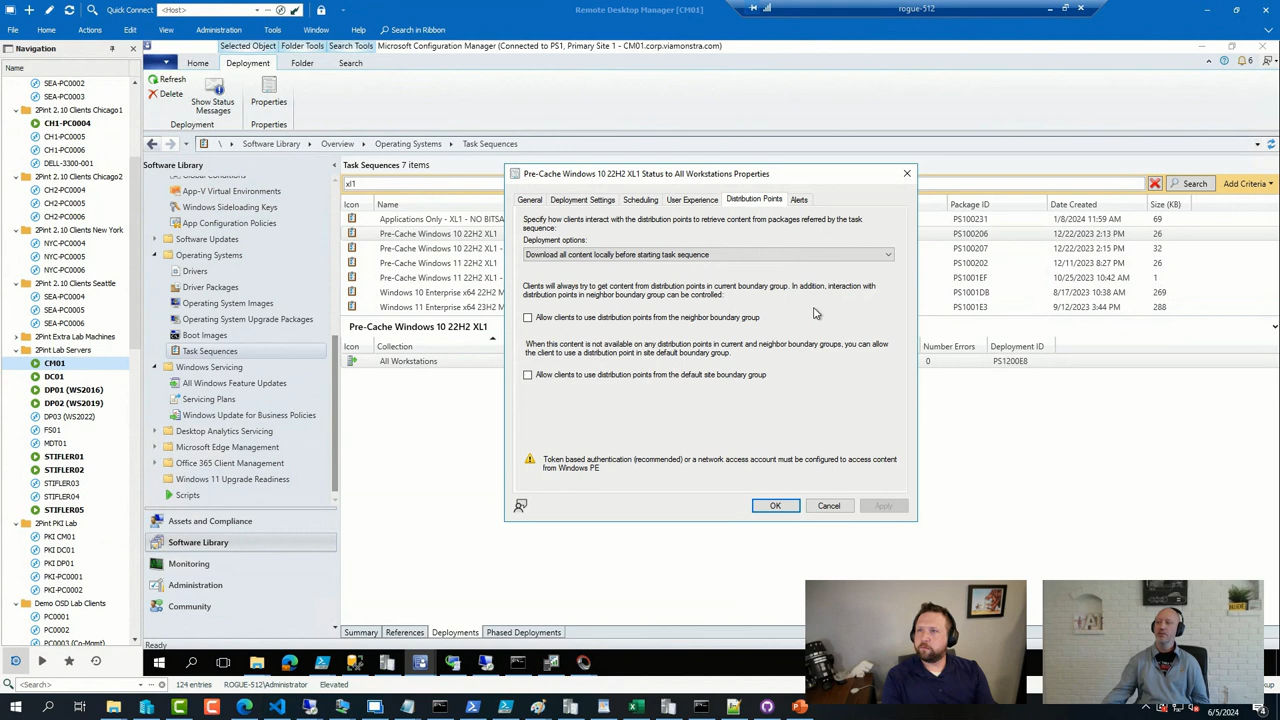 Quick Connect
<Host>
Remote Desktop Manager [CM01]
rogue-512
File
Home
Edit
View
Actions
Administration
Tools
Window
Help
Search in Ribbon
Navigation
Name
SEA-PC0002
SEA-PC0003
2Pint 2. 10 Clients Chicago1
CH1-PC0004
CH1-PC0005
CH1-PC0006
DELL-3300-001
2Pint 2. 10 Clients Chicago2
CH2-PC0004
CH2-PC0005
CH2-PC0006
2Pint 2. 10 Clients New York
NYC-PC0004
NYC-PC0005
NYC-PC0006
2Pint 2. 10 Clients Seattle
SEA-PC0004
SEA-PC0005
SEA-PC0006
2Pint Extra Lab Machines
2Pint Lab Servers
CM01
DC01
DP01 (WS2016)
DP02 (WS2019)
DP03 (WS2022)
FS01
MDT01
STIFLER01
STIFLER02
STIFLER03
STIFLER04
STIFLER05
2Pint PKI Lab
PKI CM01
PKI DC01
PKI DP01
PKI-PC0001
PKI-PC0002
Demo OSD Lab Clients
PC0001
PC0002
PC0003 (Co-Mgmt)
<Search>
124 entries
ROGUE-512\Administrator
Elevated
Selected Object
Folder Tools
Search Tools
Microsoft Configuration Manager (Connected to PS1, Primary Site 1 - CM01.corp.viamonstra.com)
Home
Deployment
Folder
Search
6
Refresh
Delete
Show Status
Messages
Properties
Deployment
Properties
\
Software Library
Overview
Operating Systems
Task Sequences
Software Library
App-V Virtual Environments
Windows Sideloading Keys
App Configuration Policies
Software Updates
Operating Systems
Drivers
Driver Packages
Operating System Images
Operating System Upgrade Packages
Boot Images
Task Sequences
Windows Servicing
All Windows Feature Updates
Servicing Plans
Windows Update for Business Policies
Desktop Analytics Servicing
Microsoft Edge Management
Office 365 Client Management
Windows 11 Upgrade Readiness
Scripts
Assets and Compliance
Software Library
Monitoring
Administration
Community
Ready
Task Sequences 7 items
xl1
Search
Add Criteria
Icon
Name
Package ID
Date Created
Size (KB)
Applications Only - XL1 - NO BITSA
PS100231
1/8/2024 11:59 AM
69
Pre-Cache Windows 10 22H2 XL1
PS100206
12/22/2023 2:13 PM
26
Pre-Cache Windows 10 22H2 XL1 -
PS100207
12/22/2023 2:15 PM
32
Pre-Cache Windows 11
PS100202
12/11/2023 8:27 PM
26
Pre-Cache Windows 11
PS1001EF
10/25/2023 10:42 AM
1
Windows 10 Enterprise x64 22H2 M
PS1001DB
8/11/2023 3:07 PM
269
Windows 11 Enterprise x64 23H2
PS1001E3
9/9/2023 3:44 PM
288
Pre-Cache Windows 10 22H2 XL1
Icon
Collection
Number Errors
Deployment ID
All Workstations
0
PS1200E8
Summary
References
Deployments
Phased Deployments
Pre-Cache Windows 10 22H2 XL1 Status to All Workstations Properties
General
Deployment Settings
Scheduling
User Experience
Distribution Points
Alerts
Specify how clients interact with the distribution points to retrieve content from packages referred by the task
sequence:
Deployment options:
Download all content locally before starting task sequence
Clients will always try to get content from distribution points in current boundary group. In addition, interaction with
distribution points in neighbor boundary group can be controlled:
Allow clients to use distribution points from the neighbor boundary group
When this content is not available on any distribution points in current and neighbor boundary groups, you can allow
the client to use a distribution point in site default boundary group.
Allow clients to use distribution points from the default site boundary group
Token based authentication (recommended) or a network access account must be configured to access content
from Windows PE
OK
Cancel
Apply
6/5/2024